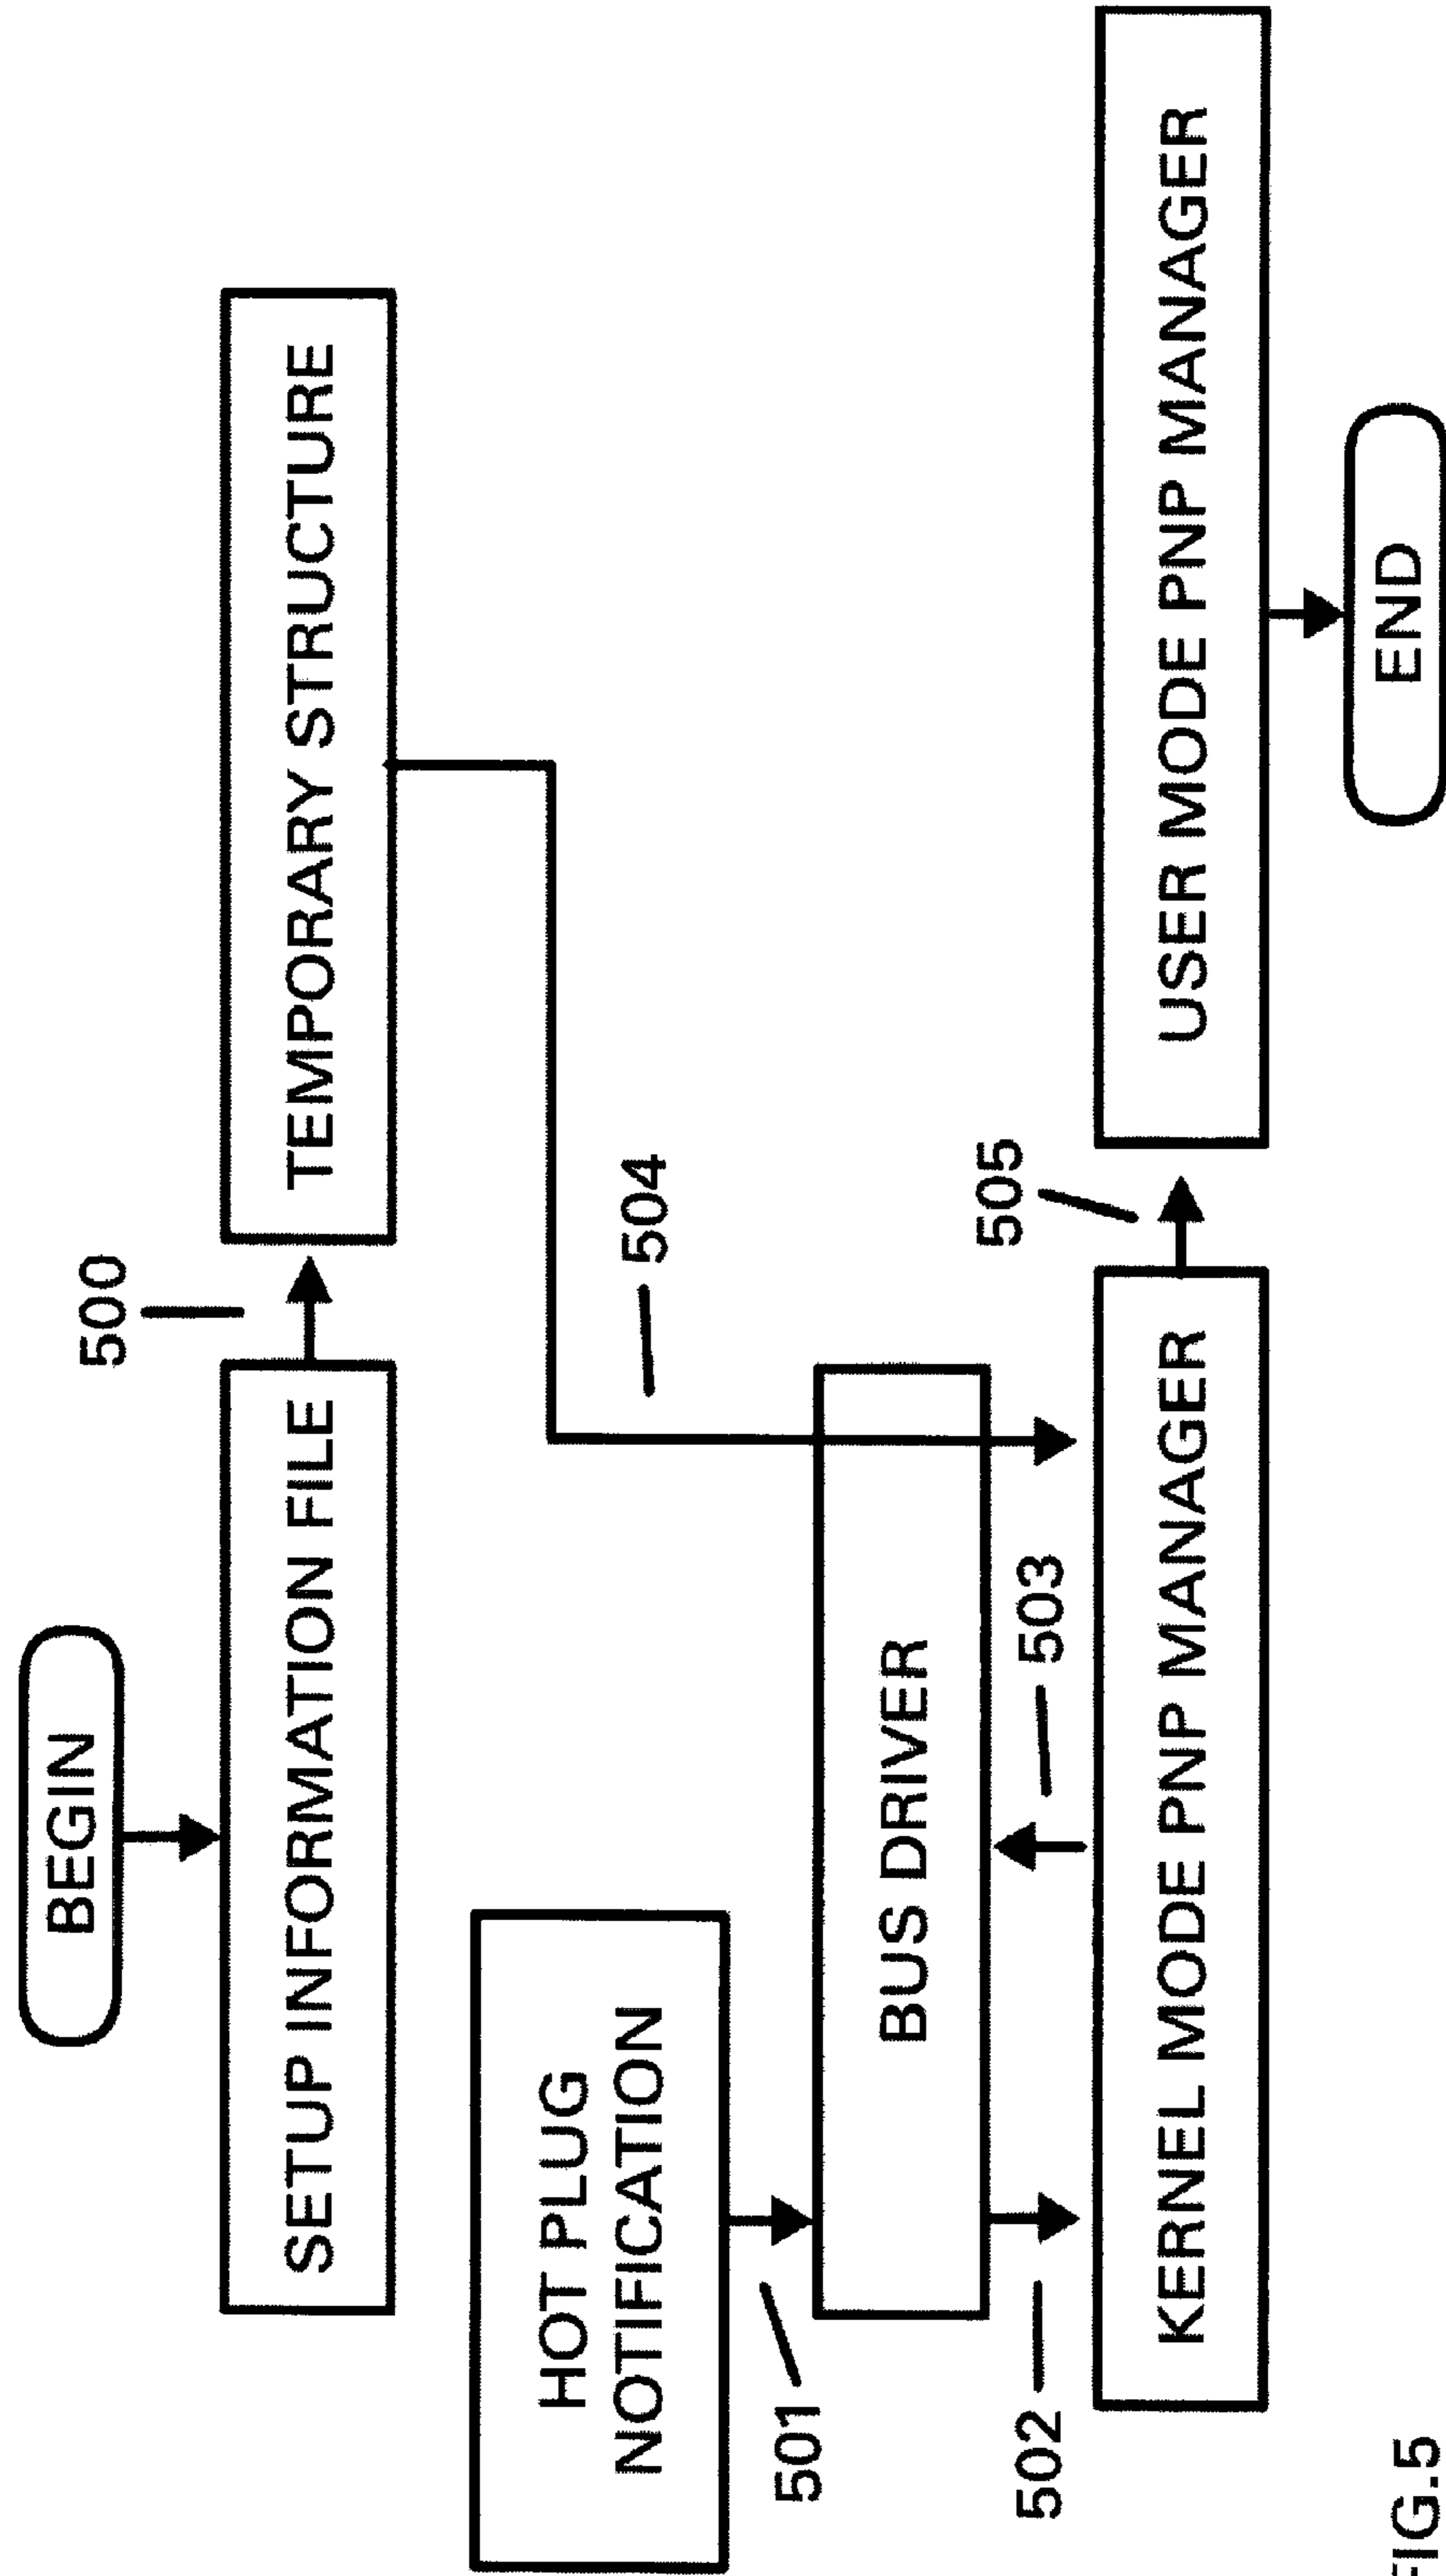 BEGIN
SETUP INFORMATION FILE
500
TEMPORARY STRUCTURE
HOT PLUG
NOTIFICATION
504
501
BUS DRIVER
502
503
505
KERNEL MODE PNP MANAGER
USER MODE PNP MANAGER
END
FIG.5